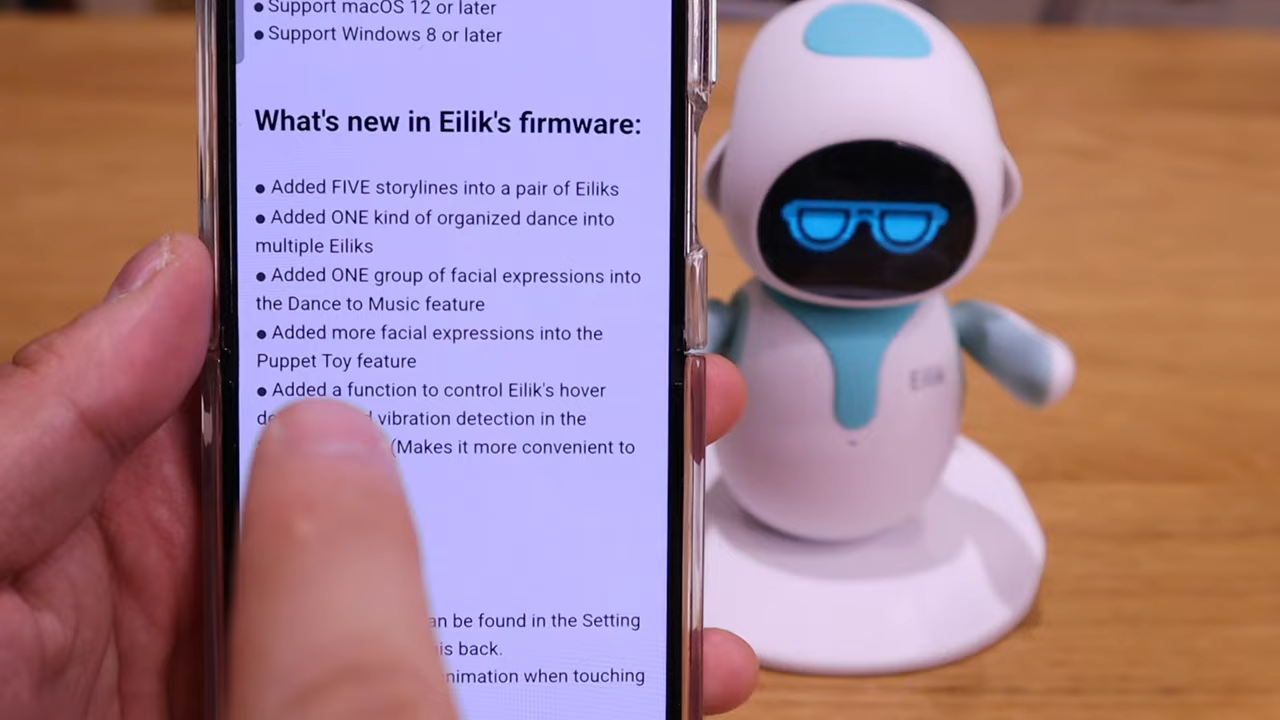 ● Support macOS 12 or later
● Support Windows 8 or later
What's new in Eilik's firmware:
● Added FIVE storylines into a pair of Eiliks
● Added ONE kind of organized dance into
multiple Eiliks
● Added ONE group of facial expressions into
the Dance to Music feature
● Added more facial expressions into the
Puppet Toy feature
● Added a function to control Eilik's hover
vibration detection in the
(Makes it more convenient to
be found in the Setting
back.
when touching
Eilik